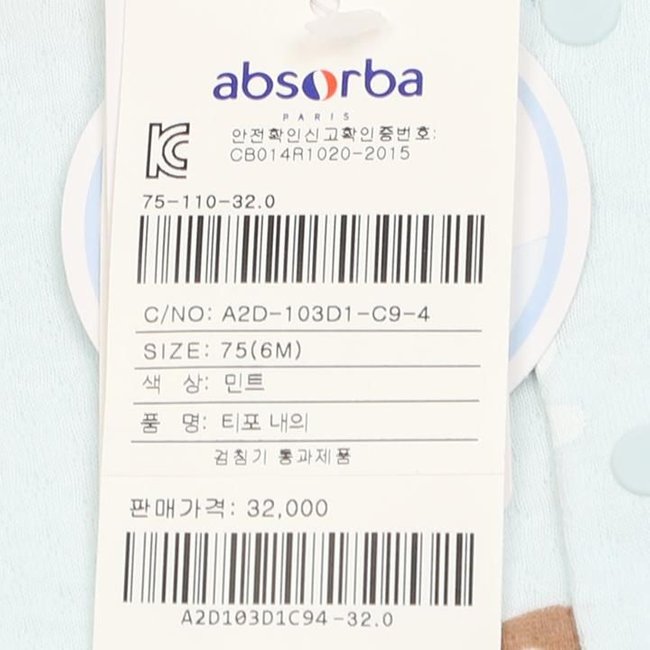 absorba
PARIS
안전확인신고확인증번호:
CB014R1020-2015
75-110-32.0
C/NO: A2D-103D1-C9-4
SIZE: 75(6M)
색 상: 민트
품 명: 티포 내의
검침기 통과제품
판매가격: 32,000
A2D103D1C94-32.0